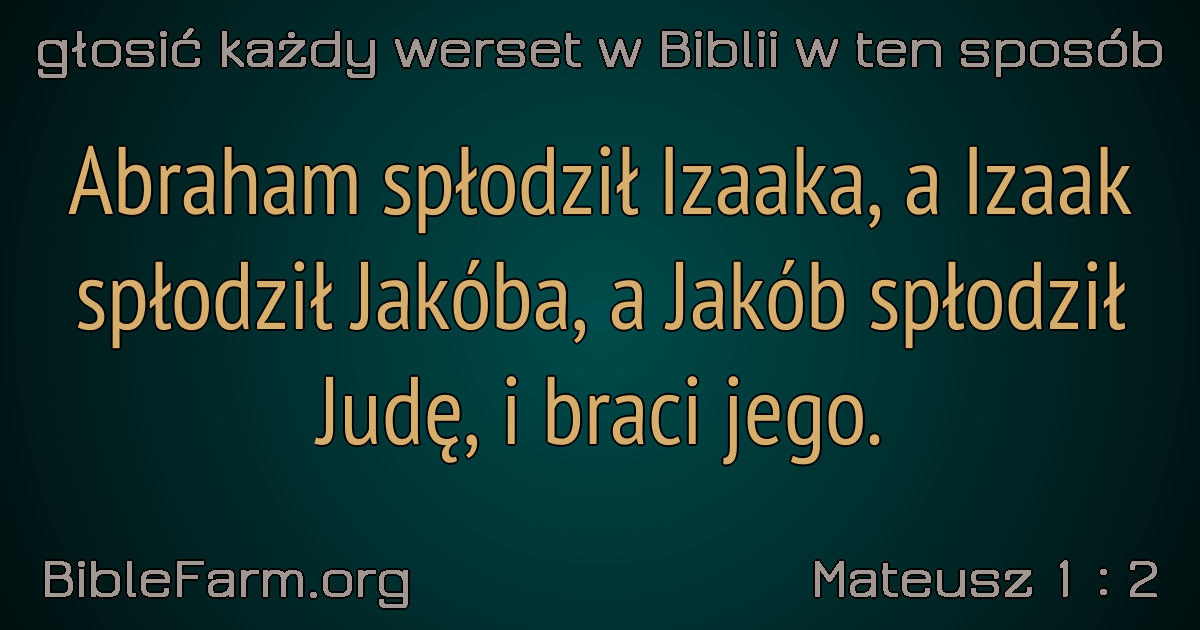 głosić każdy werset w Biblii w ten sposób
Abraham spłodził Izaaka, a Izaak
spłodził Jakóba, a Jakób spłodził
Judę, i braci jego.
BibleFarm.org
Mateusz 1 : 2